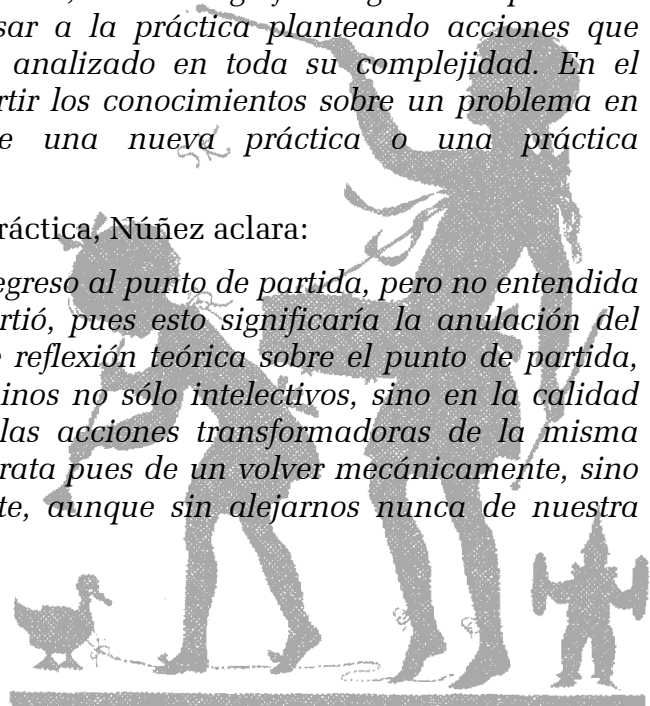 sar a la práctica planteando acciones que
analizado en toda su complejidad. En el
rtir los conocimientos sobre un problema en
e una nueva práctica o una práctica
ráctica, Núñez aclara:
egreso al punto de partida, pero no entendida
rtió, pues esto significaría la anulación del
e reflexión teórica sobre el punto de partida,
inos no sólo intelectivos, sino en la calidad
las acciones transformadoras de la misma
rata pues de un volver mecánicamente, sino
te, aunque sin alejarnos nunca de nuestra